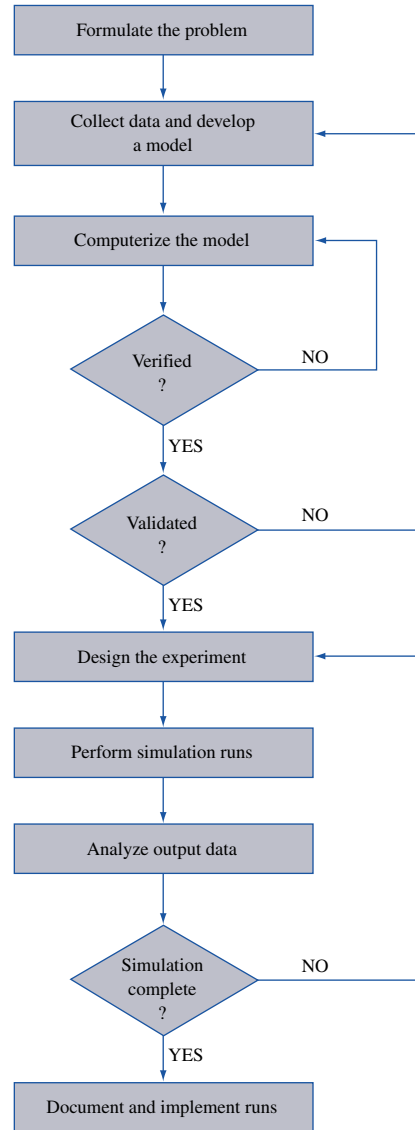 Formulate the problem
Collect data and develop
a model
Computerize the model
Verified
?
NO
YES
Validated
?
NO
YES
Design the experiment
Perform simulation runs
Analyze output data
Simulation
complete
?
NO
YES
Document and implement runs